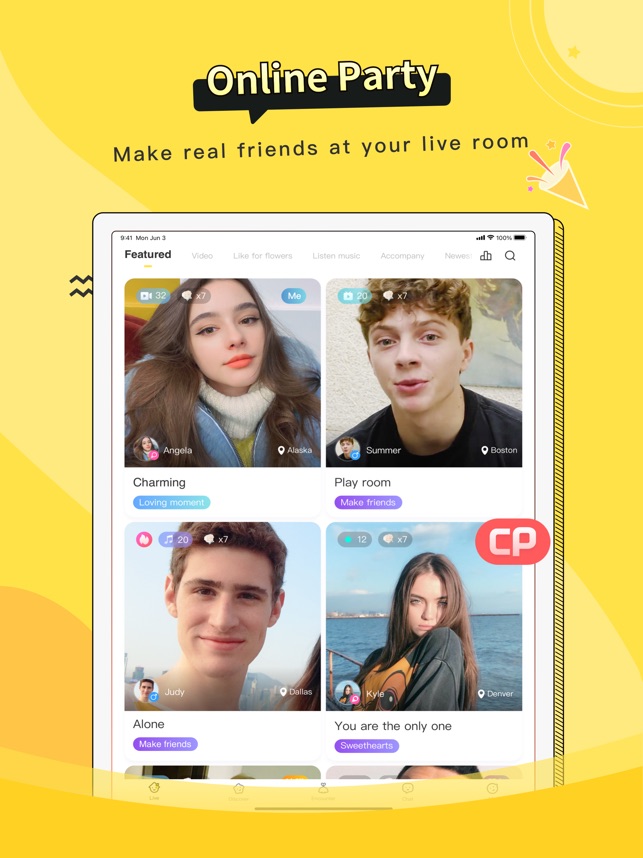 Online Party
Make real friends at your live room
9:41 Mon Jun 3
100%
Featured Video Like for flowers Listen music Accompany Newest
32 x7 Me
20 x7
Angela Alaska
Summer Boston
Charming
Play room
Loving moment
Make friends
20 x7
12 x7
CP
Judy Dallas
Kyle Denver
Alone
You are the only one
Make friends
Sweethearts
Live